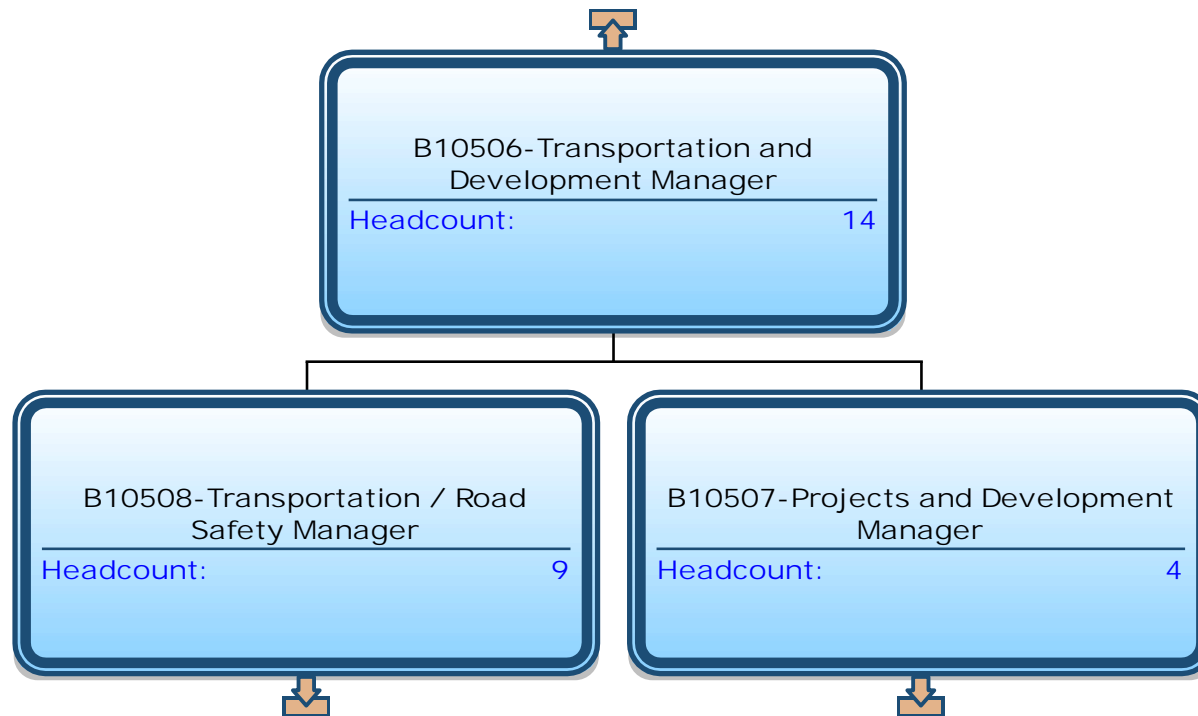 B10506-Transportation and
Development Manager
Headcount: 14
B10508-Transportation / Road
Safety Manager
Headcount: 9
B10507-Projects and Development
Manager
Headcount: 4